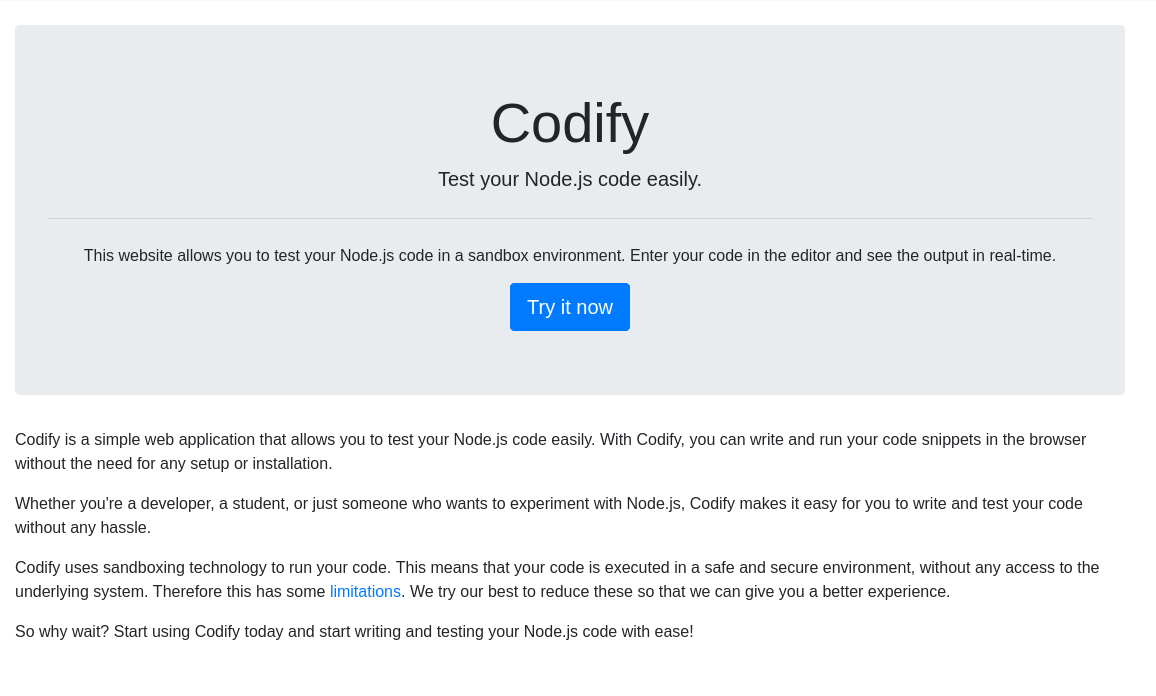 Codify
Test your Node.js code easily.
This website allows you to test your Node.js code in a sandbox environment. Enter your code in the editor and see the output in real-time.
Try it now
Codify is a simple web application that allows you to test your Node.js code easily. With Codify, you can write and run your code snippets in the browser
without the need for any setup or installation.
Whether you're a developer, a student, or just someone who wants to experiment with Node.js, Codify makes it easy for you to write and test your code
without any hassle.
Codify uses sandboxing technology to run your code. This means that your code is executed in a safe and secure environment, without any access to the
underlying system. Therefore this has some limitations. We try our best to reduce these so that we can give you a better experience.
So why wait? Start using Codify today and start writing and testing your Node.js code with ease!